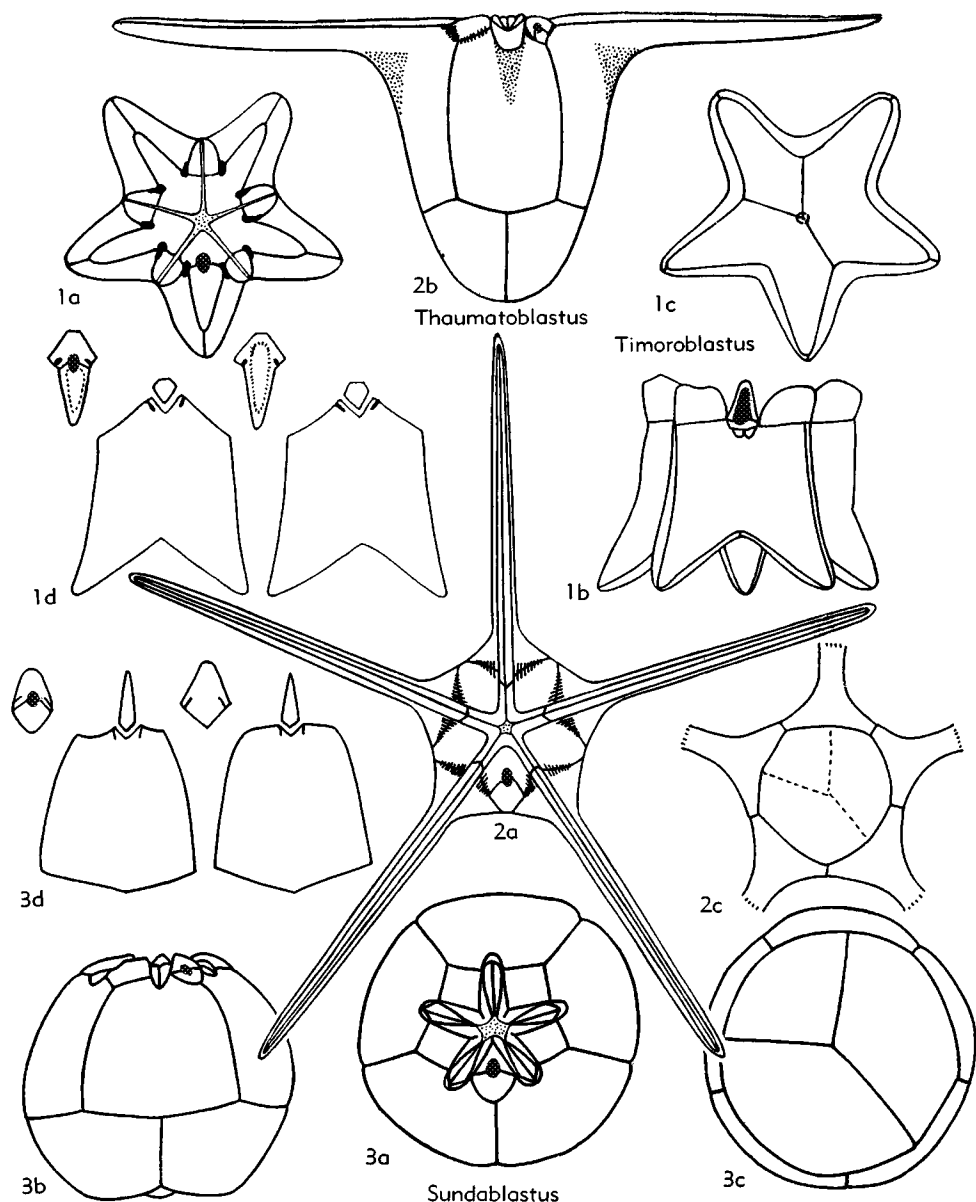 1a
2b
Thaumatoblastus
1c
Timoroblastus
1d
1b
2a
2c
3d
3b
3a
Sundablastus
3c